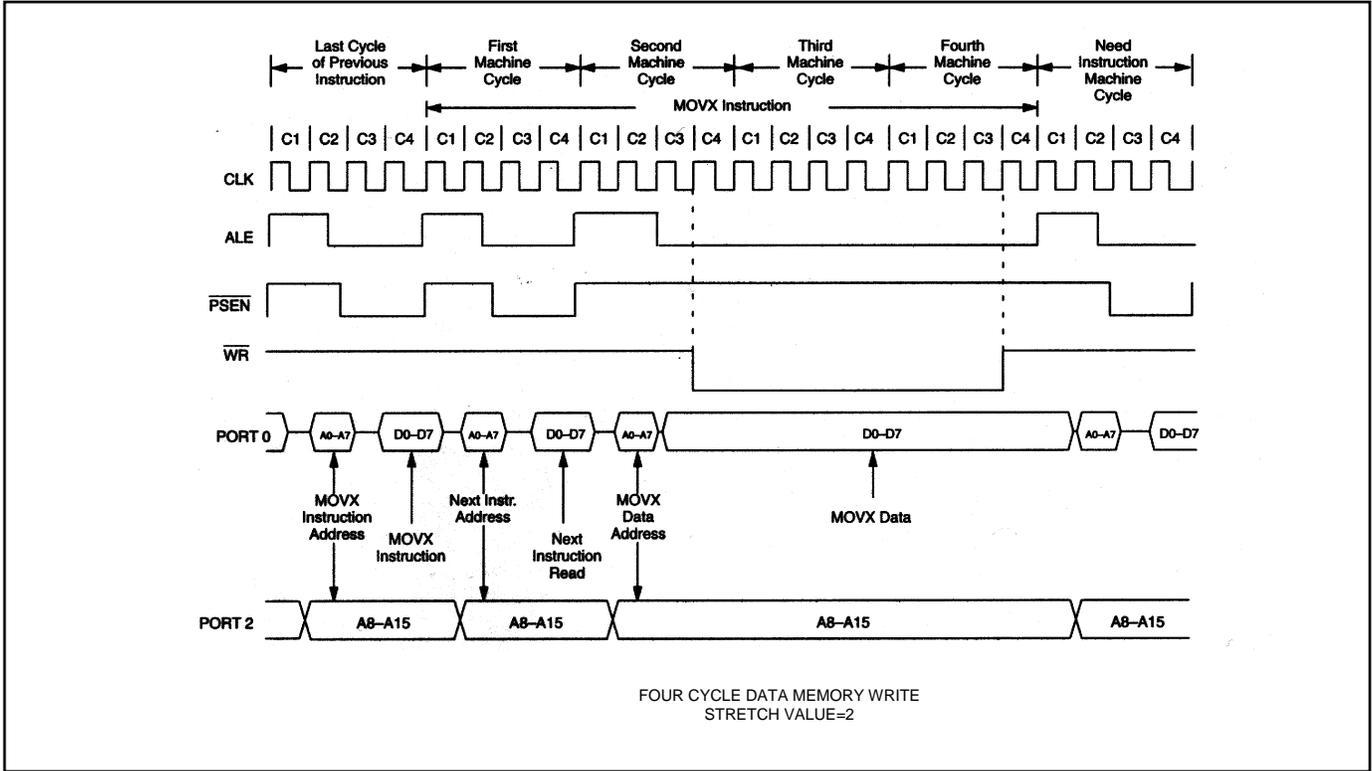 Last Cycle
of Previous
Instruction
First
Machine
Cycle
Second
Machine
Cycle
Third
Machine
Cycle
Fourth
Machine
Cycle
Need
Instruction
Machine
Cycle
MOVX Instruction
C1 C2 C3 C4 C1 C2 C3 C4 C1 C2 C3 C4 C1 C2 C3 C4 C1 C2 C3 C4 C1 C2 C3 C4
CLK
ALE
PSEN
WR
PORT 0
A0–A7 D0–D7 A0–A7 D0–D7 A0–A7 D0–D7 A0–A7 D0–D7
MOVX
Instruction
Address
MOVX
Instruction
Next Instr.
Address
Next
Instruction
Read
MOVX
Data
Address
MOVX Data
PORT 2
A8–A15 A8–A15 A8–A15 A8–A15
FOUR CYCLE DATA MEMORY WRITE
STRETCH VALUE=2